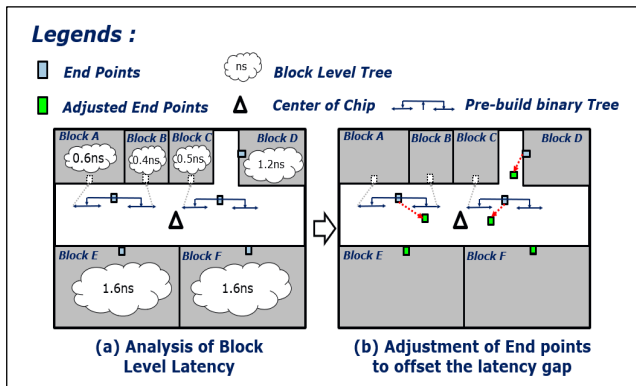 Legends :
End Points
ns
Block Level Tree
Adjusted End Points
Center of Chip
Pre-build binary Tree
Block A
Block B
Block C
Block D
0.6ns
0.4ns
0.5ns
1.2ns
Block E
Block F
1.6ns
1.6ns
(a) Analysis of Block
Level Latency
Block A
Block B
Block C
Block D
Block E
Block F
(b) Adjustment of End points
to offset the latency gap